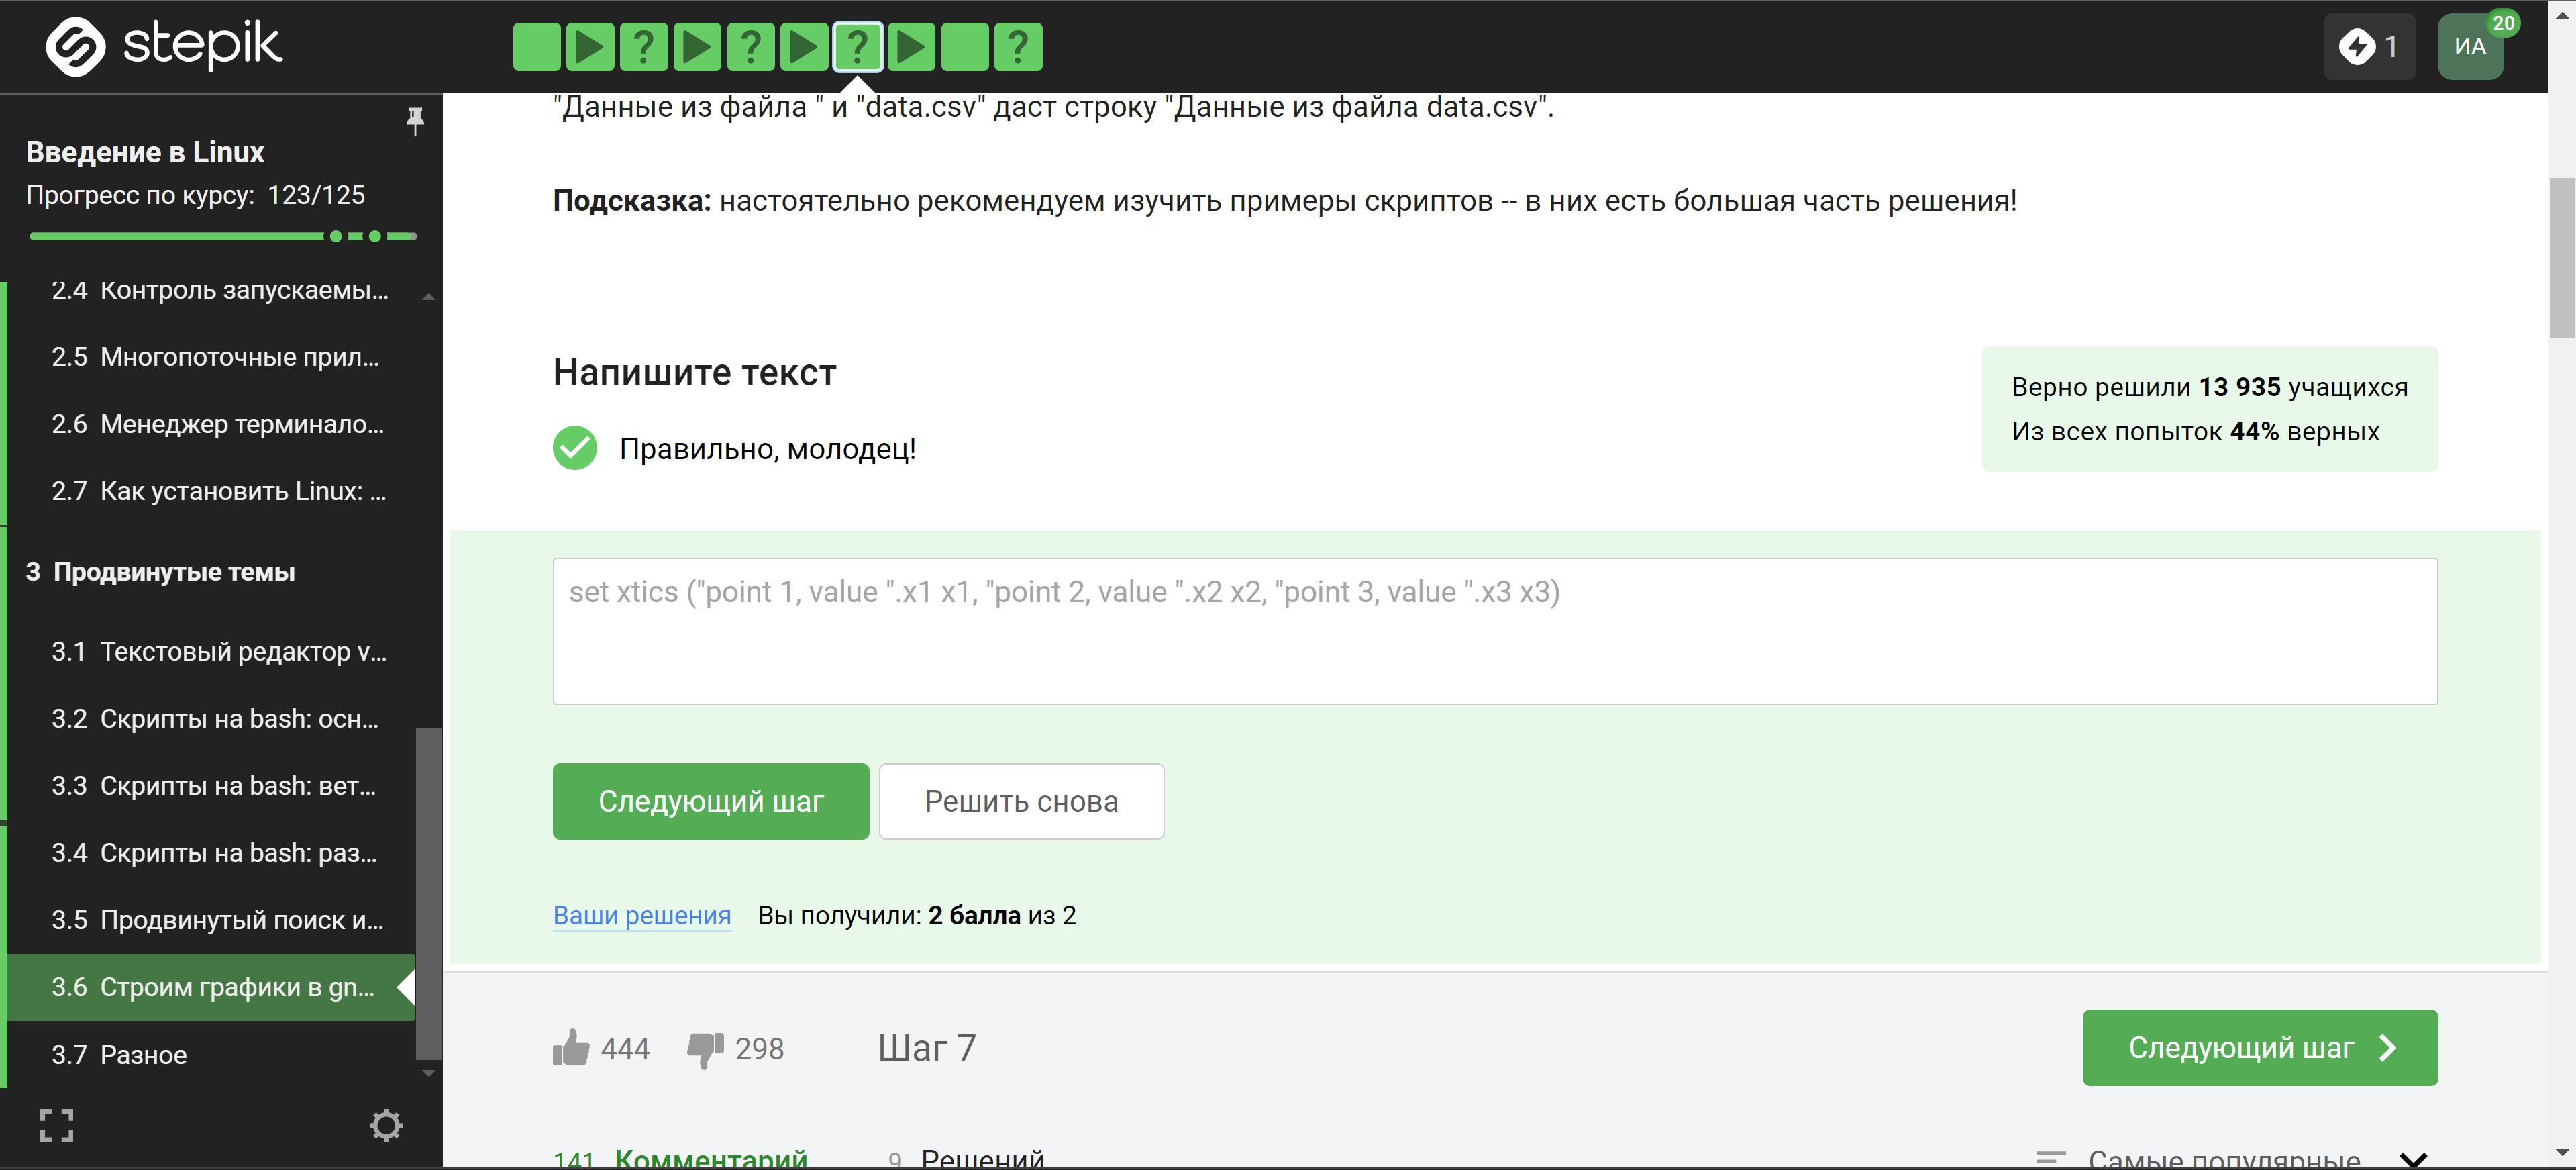 stepik
? ? ? ?
1
ИА
20
Введение в Linux
Прогресс по курсу: 123/125
2.4 Контроль запускаемы...
2.5 Многопоточные прил...
2.6 Менеджер терминало...
2.7 Как установить Linux: ...
3 Продвинутые темы
3.1 Текстовый редактор v...
3.2 Скрипты на bash: осн...
3.3 Скрипты на bash: вет...
3.4 Скрипты на bash: раз...
3.5 Продвинутый поиск и...
3.6 Строим графики в gn...
3.7 Разное
"Данные из файла " и "data.csv" даст строку "Данные из файла data.csv".
Подсказка: настоятельно рекомендуем изучить примеры скриптов -- в них есть большая часть решения!
Напишите текст
Правильно, молодец!
Верно решили 13 935 учащихся
Из всех попыток 44% верных
set xtics ("point 1, value ".x1 x1, "point 2, value ".x2 x2, "point 3, value ".x3 x3)
Следующий шаг
Решить снова
Ваши решения Вы получили: 2 балла из 2
444 298 Шаг 7
Следующий шаг
141 Комментарий 9 Решений
Самые популярные